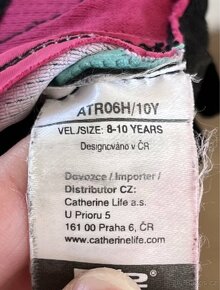 ATR06H/10Y
VEL/SIZE: 8-10 YEARS
Designcováno v ČR
Dovozce / Importer /
Distributor CZ:
Catherine Life a.s.
U Prioru 5
161 00 Praha 6, ČR
www.catherinelife.com